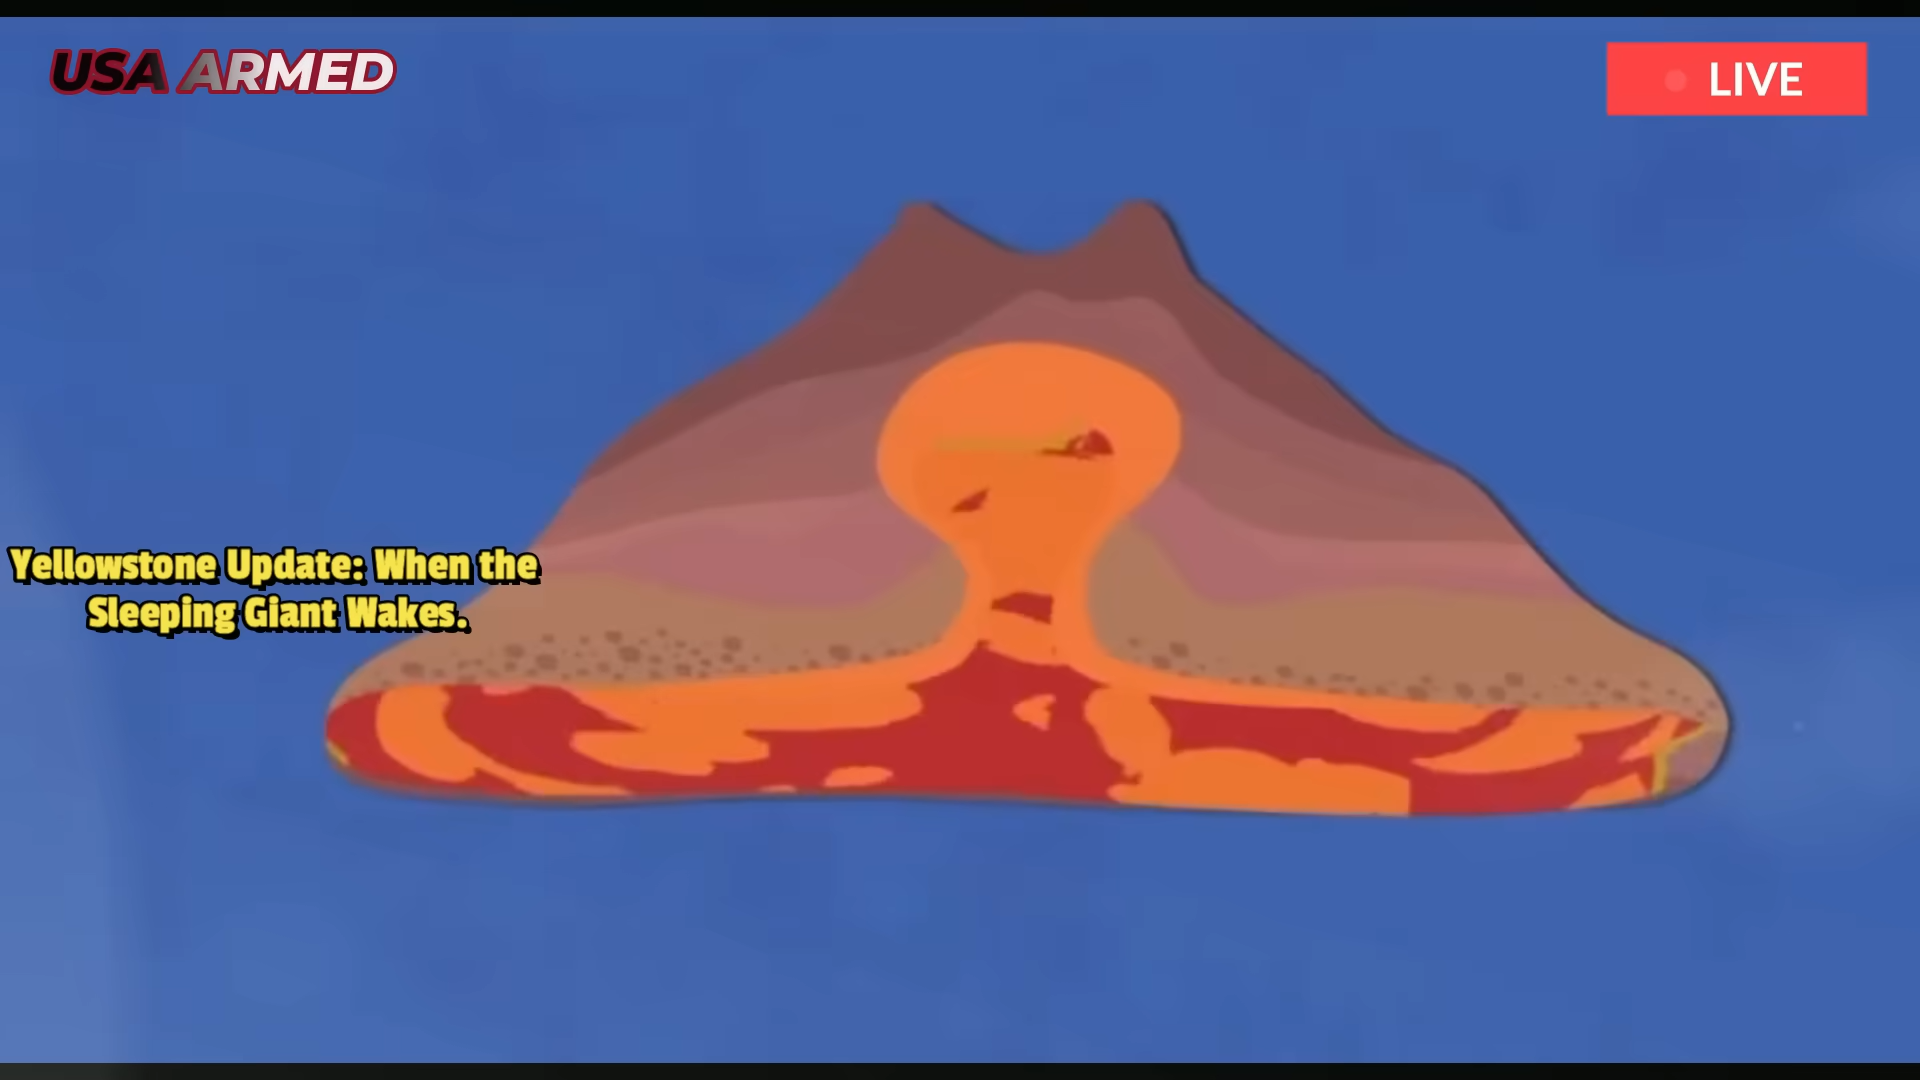 USA ARMED
LIVE
Yellowstone Update: When the
Sleeping Giant Wakes.